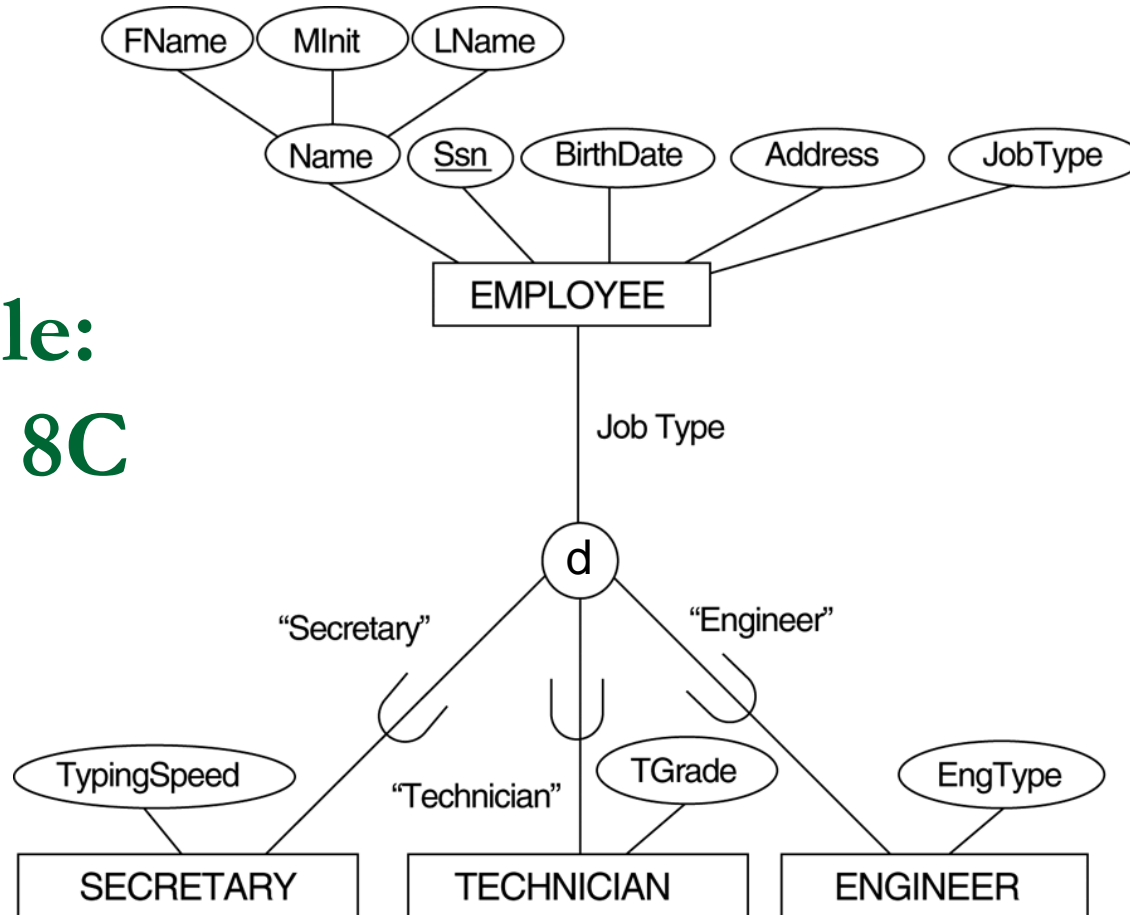 FName MInit LName
Name Ssn BirthDate Address JobType
EMPLOYEE
le:
8C
Job Type
d
“Secretary” “Engineer”
“Technician”
TypingSpeed TGrade EngType
SECRETARY TECHNICIAN ENGINEER